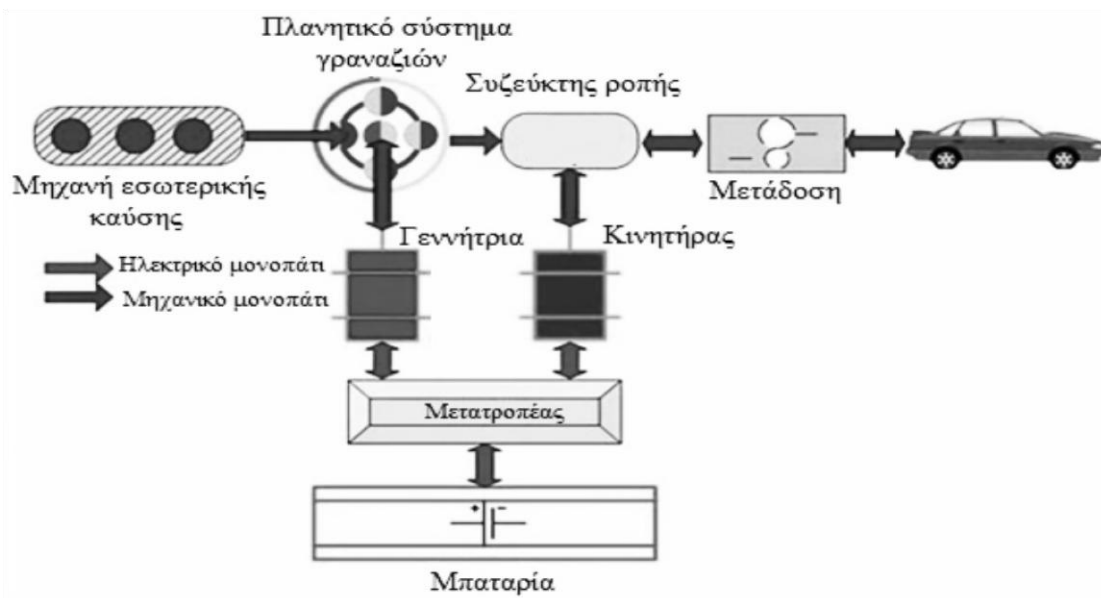 Πλανητικό σύστημα
γραναζιών
Συζεύκτης ροπής
Μηχανή εσωτερικής
καύσης
Μετάδοση
Γεννήτρια
Κινητήρας
Ηλεκτρικό μονοπάτι
Μηχανικό μονοπάτι
Μετατροπέας
+ -
Μπαταρία